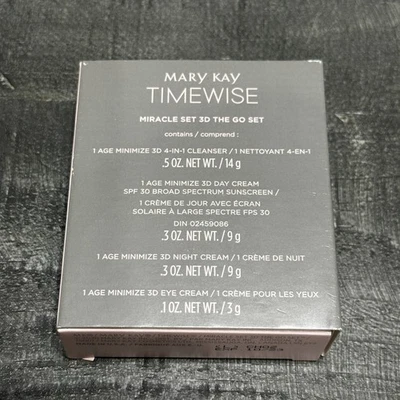 MARY KAY
TIMEWISE
MIRACLE SET 3D THE GO SET
contains / comprend :
1 AGE MINIMIZE 3D 4-IN-1 CLEANSER / 1 NETTOYANT 4-EN-1
.5 OZ. NET WT. / 14 g
1 AGE MINIMIZE 3D DAY CREAM
SPF 30 BROAD SPECTRUM SUNSCREEN /
1 CRÈME DE JOUR AVEC ÉCRAN
SOLAIRE À LARGE SPECTRE FPS 30
DIN 02459086
.3 OZ. NET WT. / 9 g
1 AGE MINIMIZE 3D NIGHT CREAM / 1 CRÈME DE NUIT
.3 OZ. NET WT. / 9 g
1 AGE MINIMIZE 3D EYE CREAM / 1 CRÈME POUR LES YEUX
.1 OZ. NET WT. / 3 g